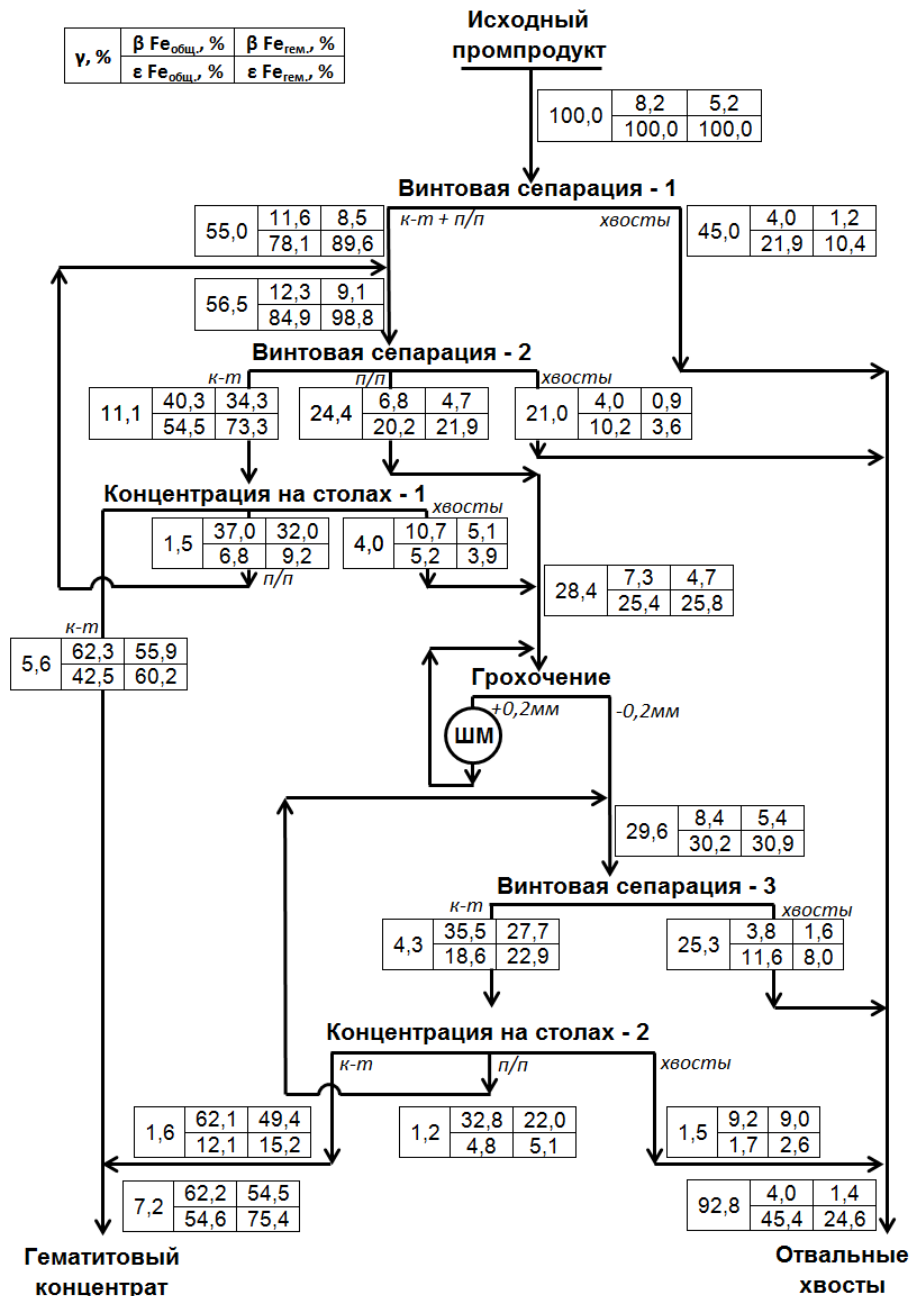 Исходный
промпродукт
γ, %
β Feобщ., %
β Feгем., %
ε Feобщ., %
ε Feгем., %
100,0
8,2
5,2
100,0
100,0
Винтовая сепарация - 1
к-т + п/п
хвосты
55,0
11,6
8,5
78,1
89,6
45,0
4,0
1,2
21,9
10,4
56,5
12,3
9,1
84,9
98,8
Винтовая сепарация - 2
к-т
п/п
хвосты
11,1
40,3
34,3
54,5
73,3
24,4
6,8
4,7
20,2
21,9
21,0
4,0
0,9
10,2
3,6
Концентрация на столах - 1
хвосты
1,5
37,0
32,0
6,8
9,2
п/п
4,0
10,7
5,1
5,2
3,9
28,4
7,3
4,7
25,4
25,8
к-т
5,6
62,3
55,9
42,5
60,2
Грохочение
+0,2мм
-0,2мм
ШМ
29,6
8,4
5,4
30,2
30,9
Винтовая сепарация - 3
к-т
хвосты
4,3
35,5
27,7
18,6
22,9
25,3
3,8
1,6
11,6
8,0
Концентрация на столах - 2
к-т
п/п
хвосты
1,6
62,1
49,4
12,1
15,2
1,2
32,8
22,0
4,8
5,1
1,5
9,2
9,0
1,7
2,6
7,2
62,2
54,5
54,6
75,4
92,8
4,0
1,4
45,4
24,6
Гематитовый
концентрат
Отвальные
хвосты